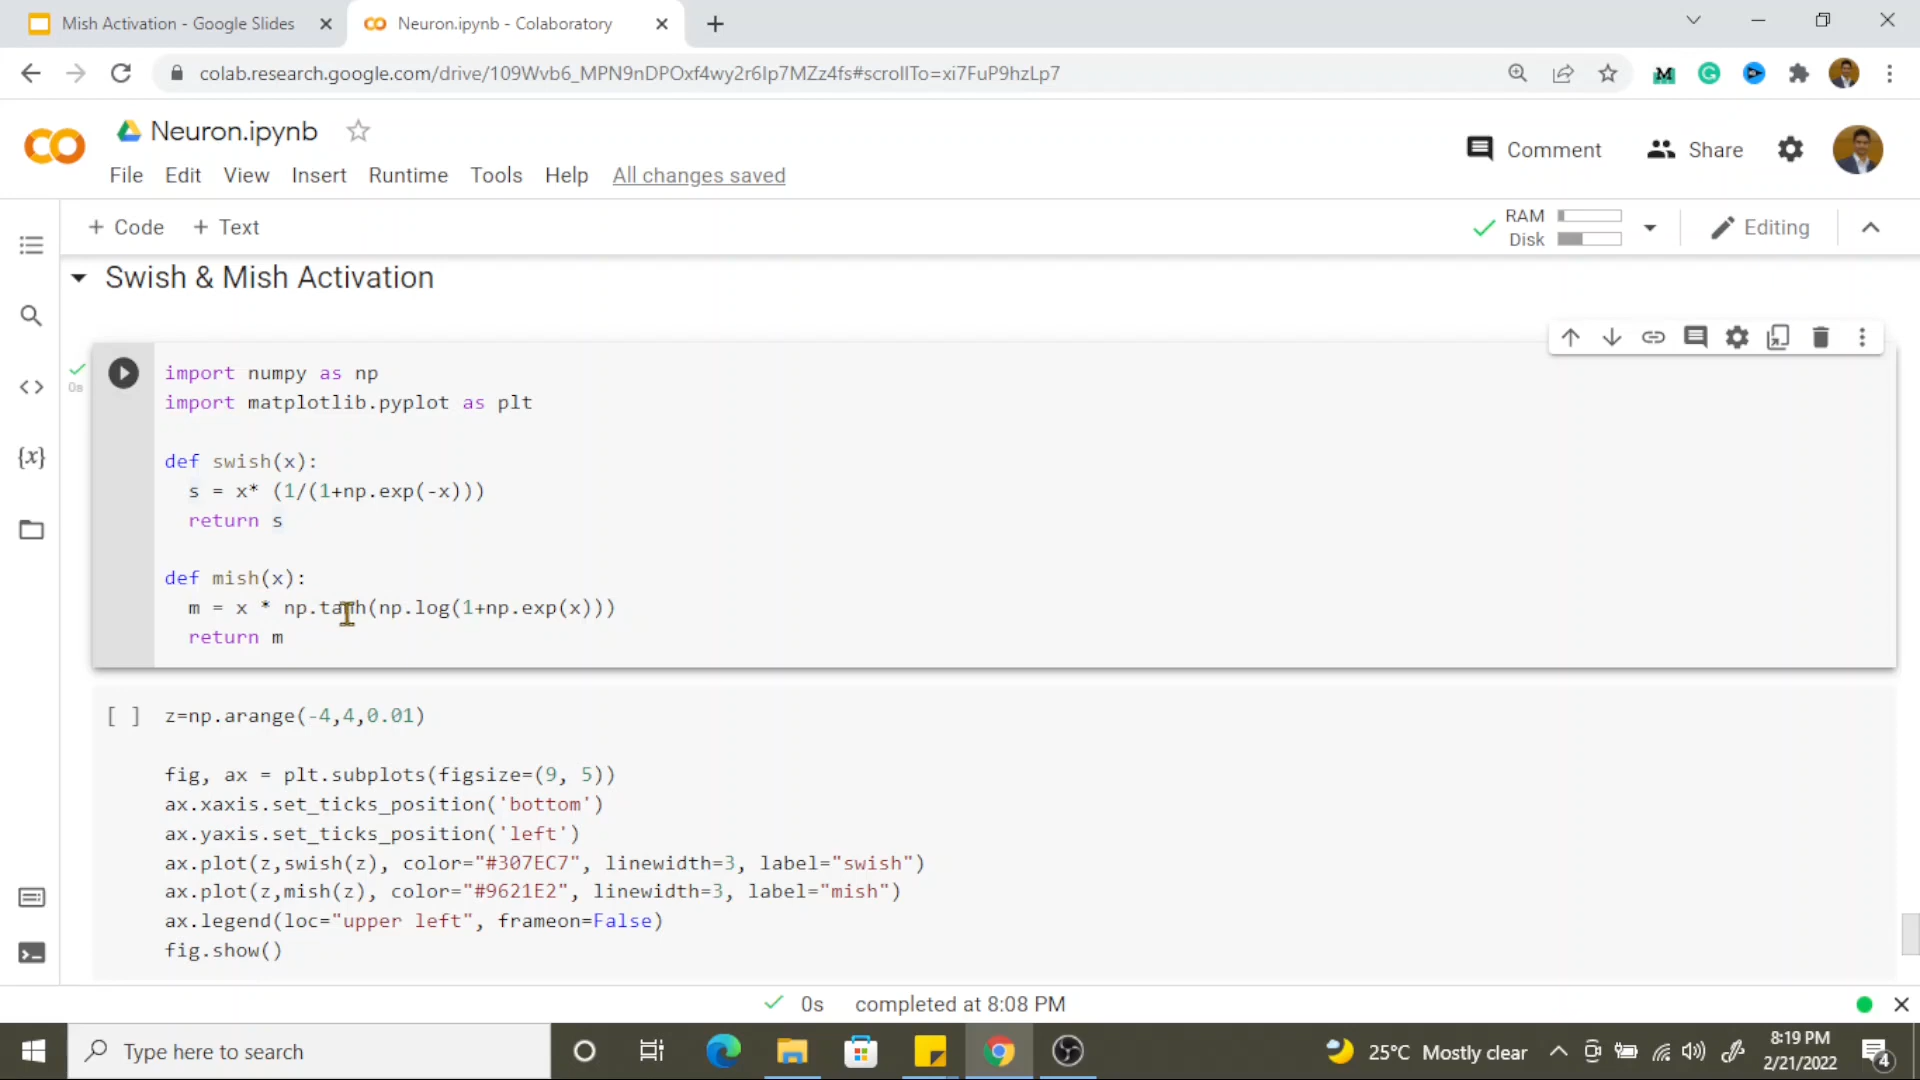 Mish Activation - Google Slides
Neuron.ipynb - Colaboratory
colab.research.google.com/drive/109Wvb6_MPN9nDPOxf4wy2r6Ip7MZz4fs#scrollTo=xi7FuP9hzLp7
Neuron.ipynb
Comment Share
File Edit View Insert Runtime Tools Help All changes saved
+ Code + Text
RAM
Disk
Editing
Swish & Mish Activation
0s
import numpy as np
import matplotlib.pyplot as plt
def swish(x):
s = x* (1/(1+np.exp(-x)))
return s
def mish(x):
m = x * np.tanh(np.log(1+np.exp(x)))
return m
[ ] z=np.arange(-4,4,0.01)
fig, ax = plt.subplots(figsize=(9, 5))
ax.xaxis.set_ticks_position('bottom')
ax.yaxis.set_ticks_position('left')
ax.plot(z,swish(z), color="#307EC7", linewidth=3, label="swish")
ax.plot(z,mish(z), color="#9621E2", linewidth=3, label="mish")
ax.legend(loc="upper left", frameon=False)
fig.show()
0s completed at 8:08 PM
Type here to search
25°C Mostly clear
8:19 PM
2/21/2022
4